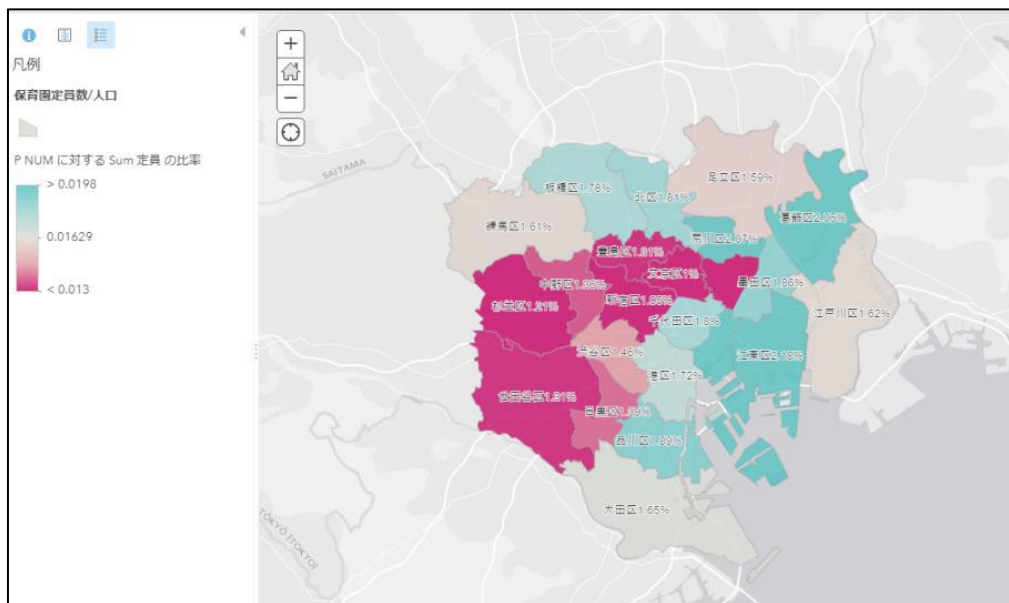 凡例
保育園定員数/人口
P NUM に対する Sum 定員 の比率
> 0.0198
0.01629
< 0.013
SAITAMA
TŌKYŌ [TOKYO]
足立区1.59%
板橋区1.78%
北区1.81%
葛飾区2.06%
練馬区1.61%
荒川区2.07%
豊島区1.31%
文京区1%
中野区1.36%
墨田区1.86%
杉並区1.21%
新宿区1.05%
江戸川区1.62%
千代田区1.8%
渋谷区1.46%
江東区2.18%
港区1.72%
世田谷区1.31%
目黒区1.39%
品川区1.89%
大田区1.65%